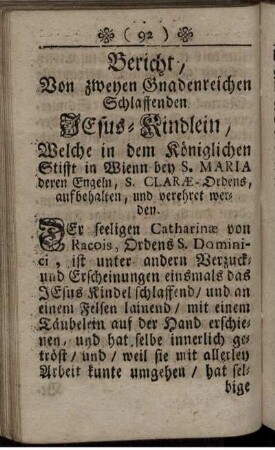 ( 92 )
Bericht,
Von zweyen Gnadenreichen
Schlaffenden
JEsus-Kindlein,
Welche in dem Königlichen
Stifft in Wienn bey S. MARIA
deren Engeln, S. CLARÆ-Ordens,
aufbehalten, und verehret wer-
den.
DEr seeligen Catharinæ von
Racois, Ordens S. Domini-
ci, ist unter andern Verzuck-
und Erscheinungen einsmals das
JEsus Kindel schlaffend/ und an
einem Felsen lainend/ mit einem
Täubelein auf der Hand erschie-
nen, und hat selbe innerlich ge-
tröst/ und/ weil sie mit allerley
Arbeit kunte umgehen/ hat sel-
bige